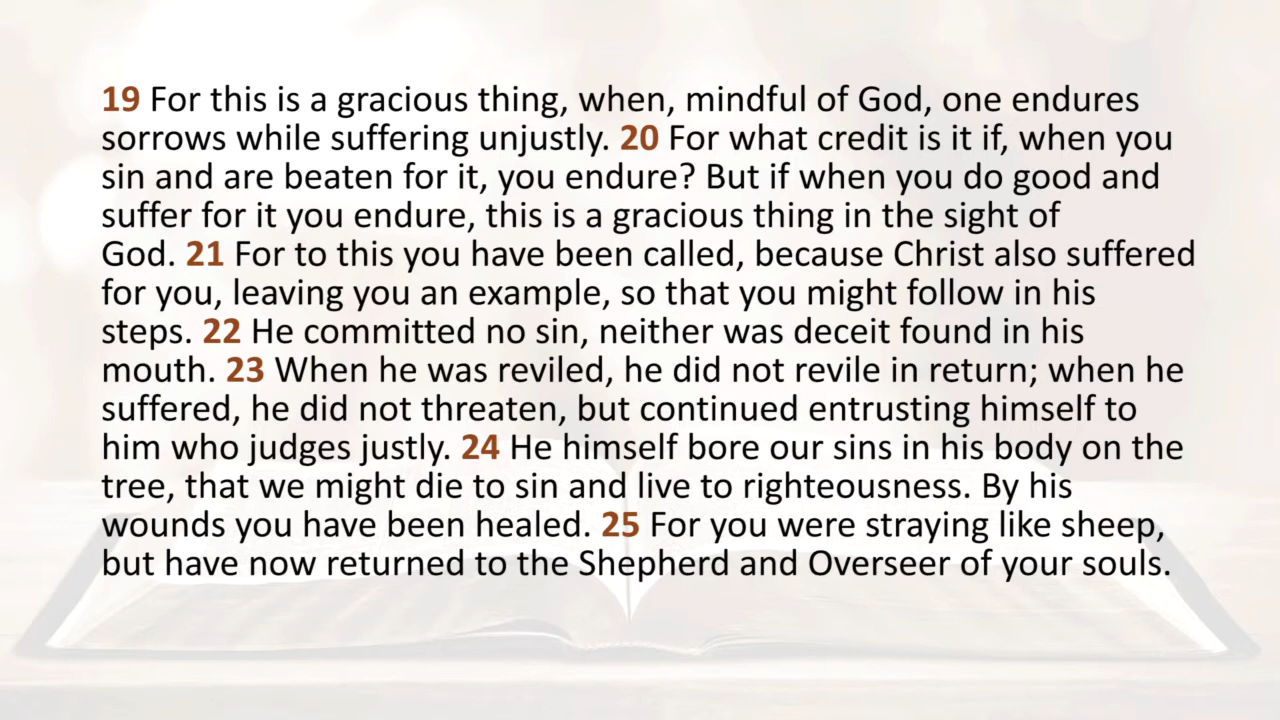 19 For this is a gracious thing, when, mindful of God, one endures
sorrows while suffering unjustly. 20 For what credit is it if, when you
sin and are beaten for it, you endure? But if when you do good and
suffer for it you endure, this is a gracious thing in the sight of
God. 21 For to this you have been called, because Christ also suffered
for you, leaving you an example, so that you might follow in his
steps. 22 He committed no sin, neither was deceit found in his
mouth. 23 When he was reviled, he did not revile in return; when he
suffered, he did not threaten, but continued entrusting himself to
him who judges justly. 24 He himself bore our sins in his body on the
tree, that we might die to sin and live to righteousness. By his
wounds you have been healed. 25 For you were straying like sheep,
but have now returned to the Shepherd and Overseer of your souls.